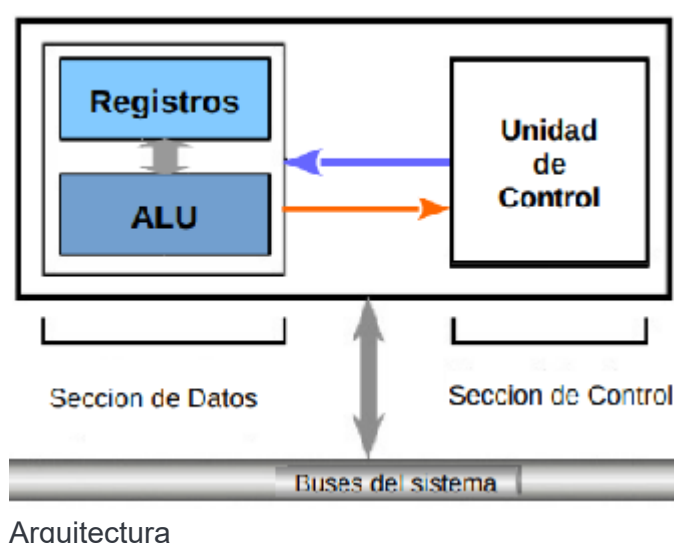 Registros
ALU
Unidad
de
Control
Seccion de Datos
Seccion de Control
Buses del sistema
Arquitectura